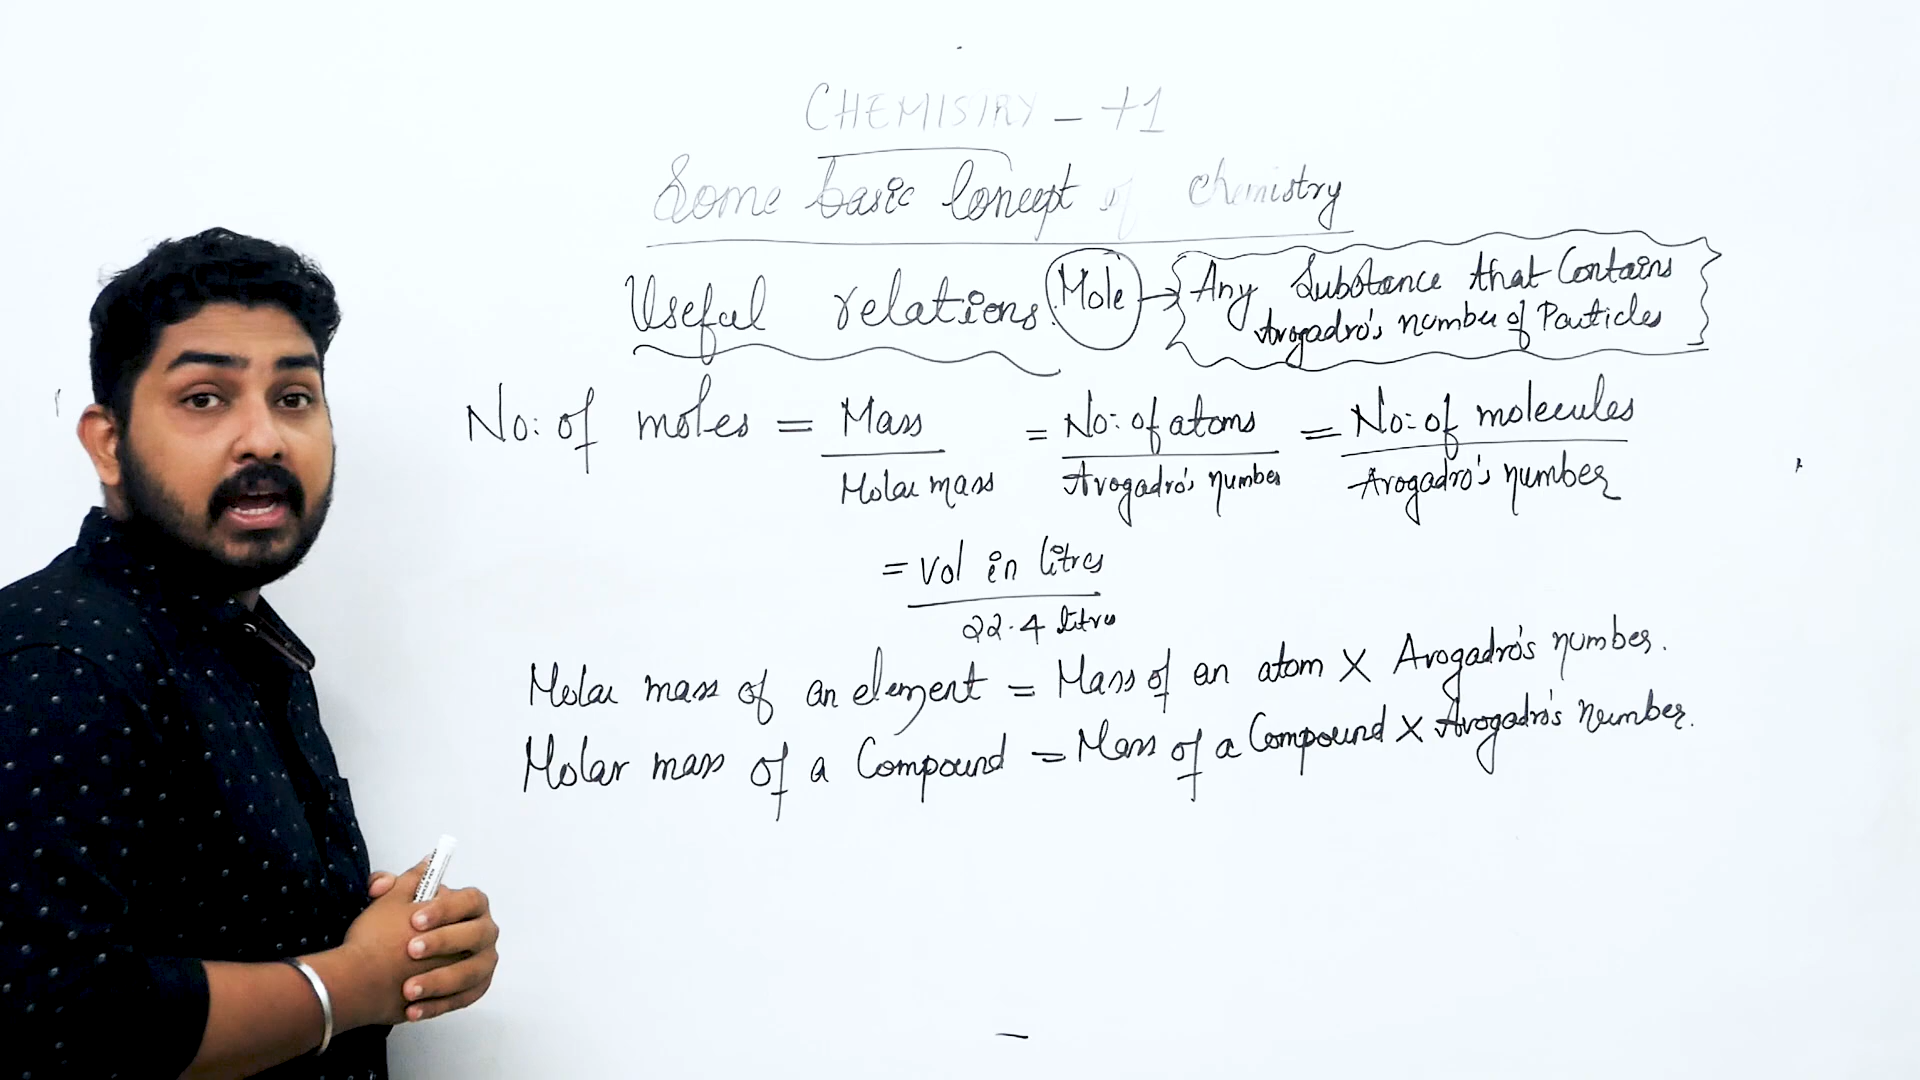 CHEMISTRY - +1
Some basic Concept of chemistry
Useful relations. Mole → Any Substance that Contains
Avogadro's number of Particles
No: of moles = Mass / Molar mass = No: of atoms / Avogadro's number = No: of molecules / Avogadro's number
= Vol in litres / 22.4 litres
Molar mass of an element = Mass of an atom X Avogadro's number.
Molar mass of a Compound = Mass of a Compound X Avogadro's Number.